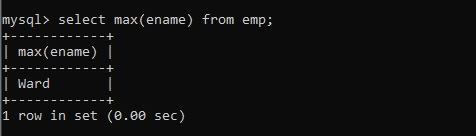 mysql> select max(ename) from emp;
+------------+
| max(ename) |
+------------+
| Ward       |
+------------+
1 row in set (0.00 sec)